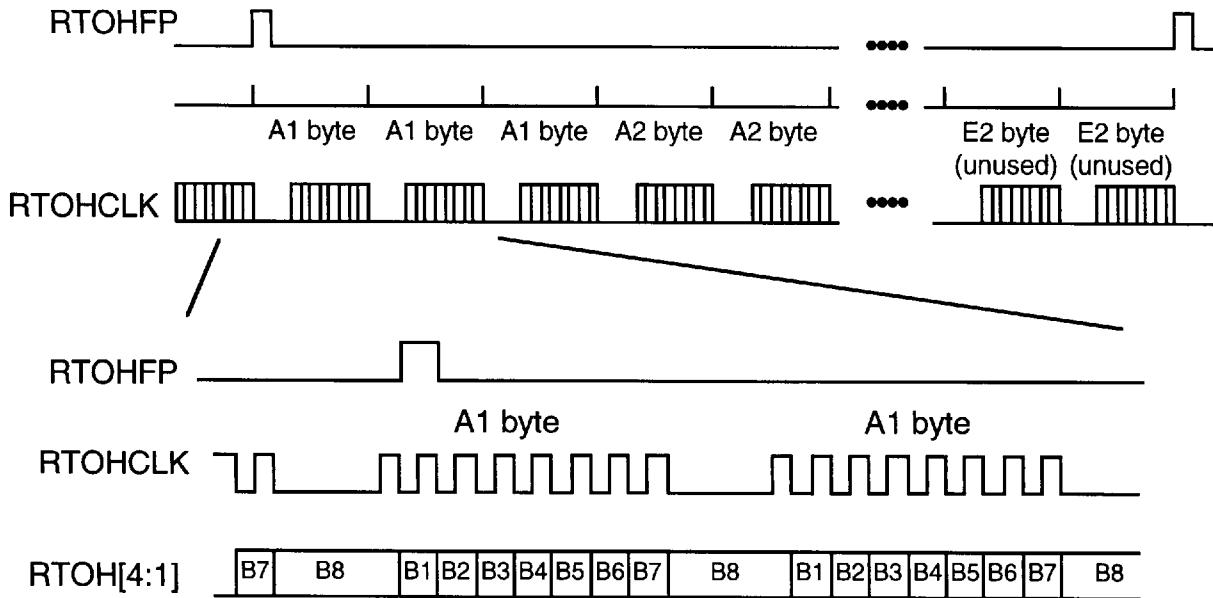 RTOHFP
A1 byte A1 byte A1 byte A2 byte A2 byte E2 byte (unused) E2 byte (unused)
RTOHCLK
RTOHFP
A1 byte A1 byte
RTOHCLK
RTOH[4:1] B7 B8 B1 B2 B3 B4 B5 B6 B7 B8 B1 B2 B3 B4 B5 B6 B7 B8